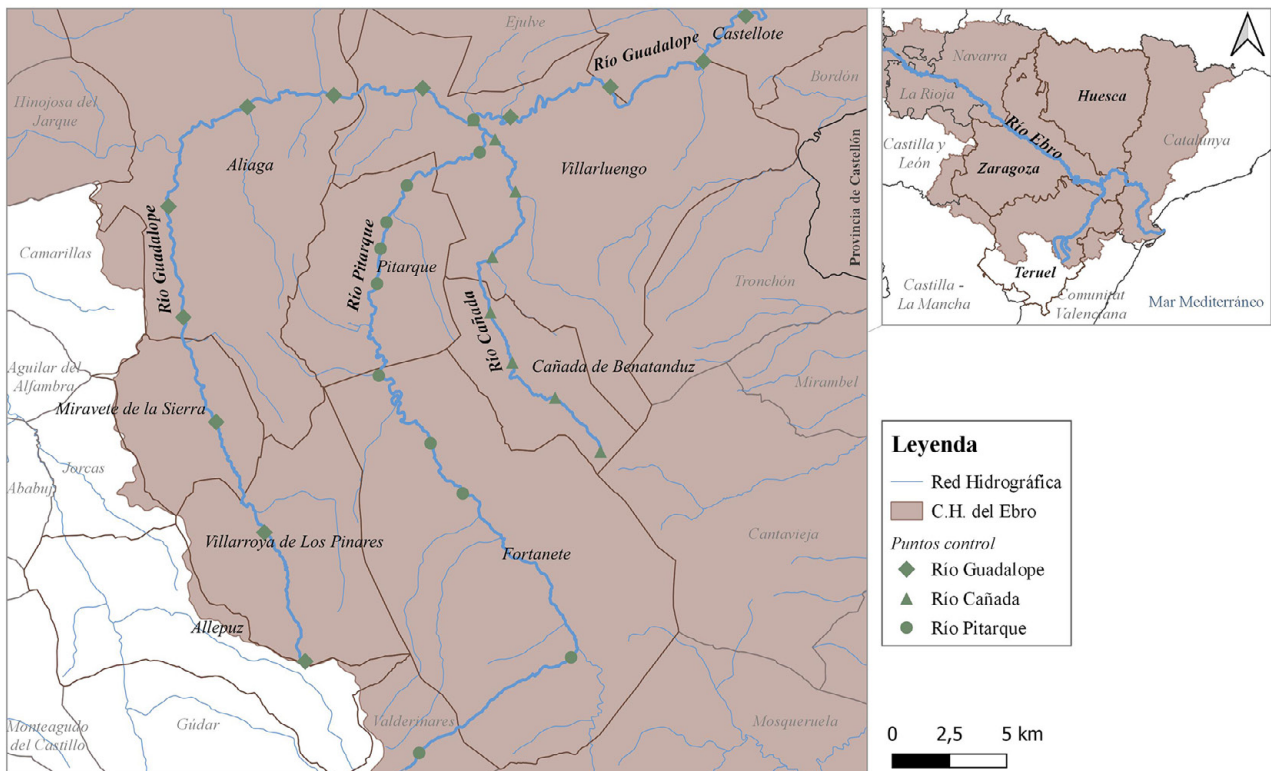 Ejulve
Castellote
Río Guadalope
Bordón
Hinojosa del
Jarque
Aliaga
Villarluengo
Provincia de Castellón
Camarillas
Río Guadalope
Río Pitarque
Pitarque
Tronchón
Río Cañada
Cañada de Benatanduz
Aguilar del
Alfambra
Mirambel
Miravete de la Sierra
Jorcas
Ababuj
Villarroya de Los Pinares
Fortanete
Cantavieja
Allepuz
Monteagudo
del Castillo
Gúdar
Valdelinares
Mosqueruela
Navarra
La Rioja
Huesca
Río Ebro
Castilla y
León
Zaragoza
Catalunya
Teruel
Castilla -
La Mancha
Comunitat
Valenciana
Mar Mediterráneo
Leyenda
Red Hidrográfica
C.H. del Ebro
Puntos control
Río Guadalope
Río Cañada
Río Pitarque
0 2,5 5 km